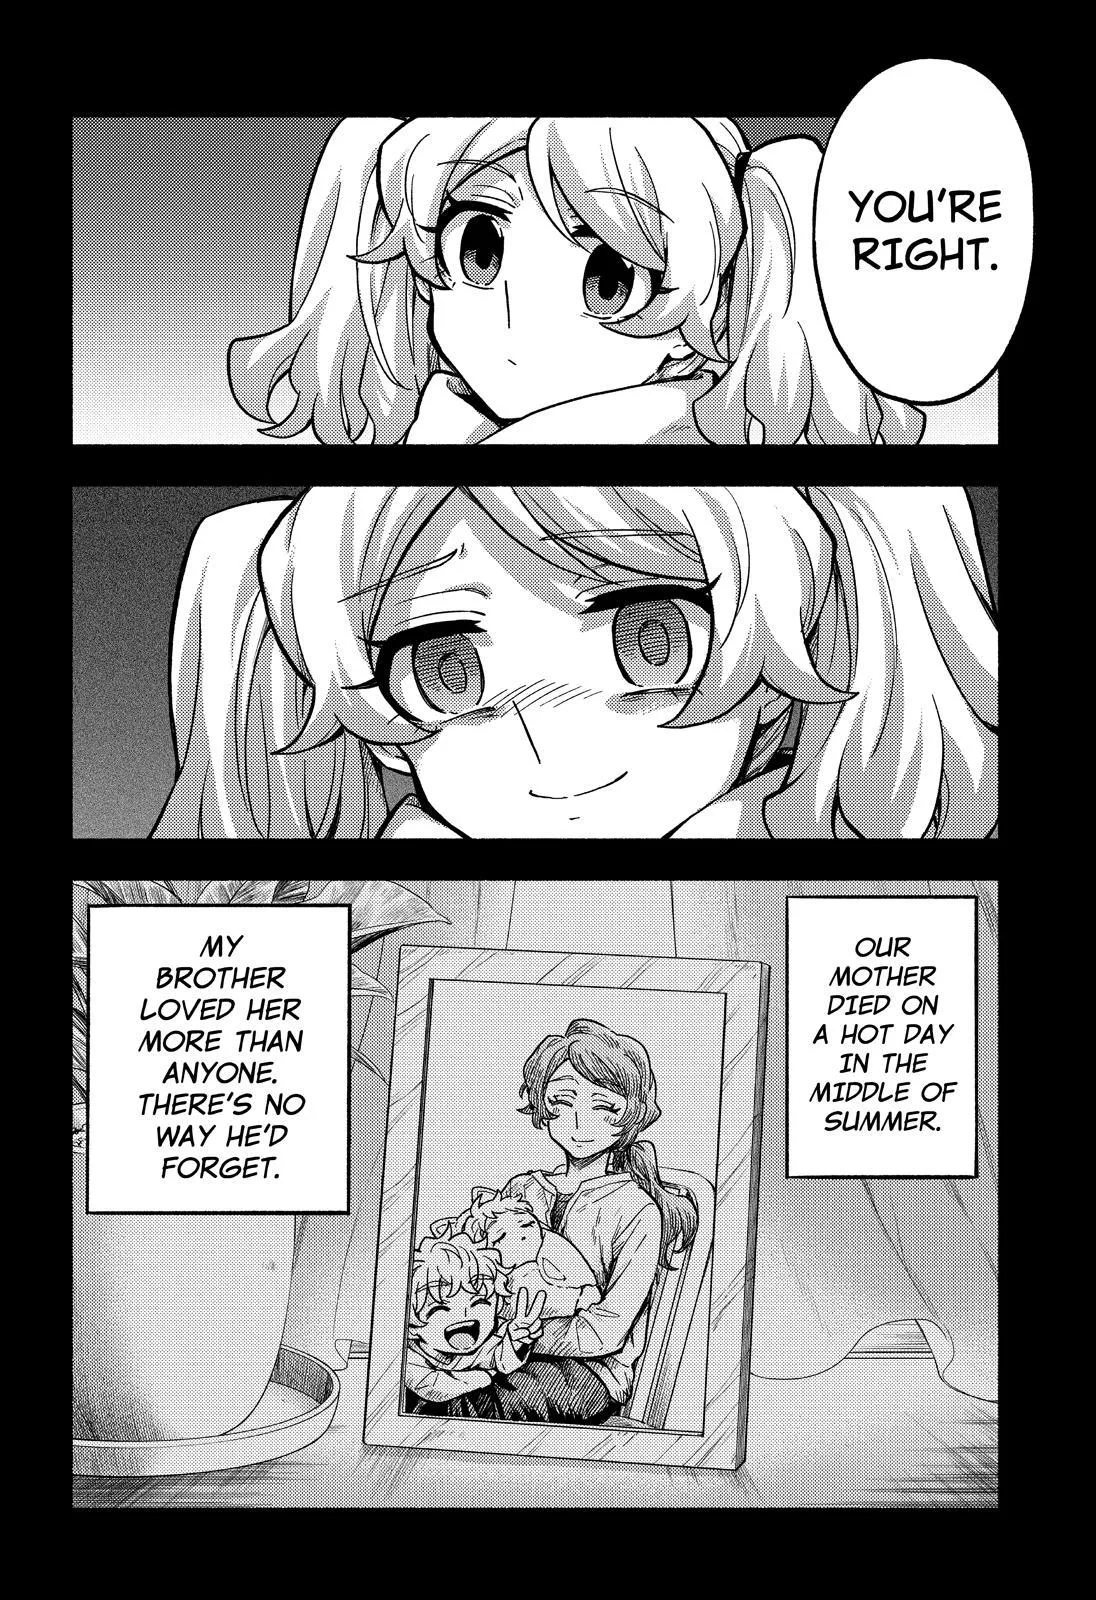 YOU'RE
RIGHT.
OUR
MOTHER
DIED ON
A HOT DAY
IN THE
MIDDLE OF
SUMMER.
MY
BROTHER
LOVED HER
MORE THAN
ANYONE.
THERE'S NO
WAY HE'D
FORGET.